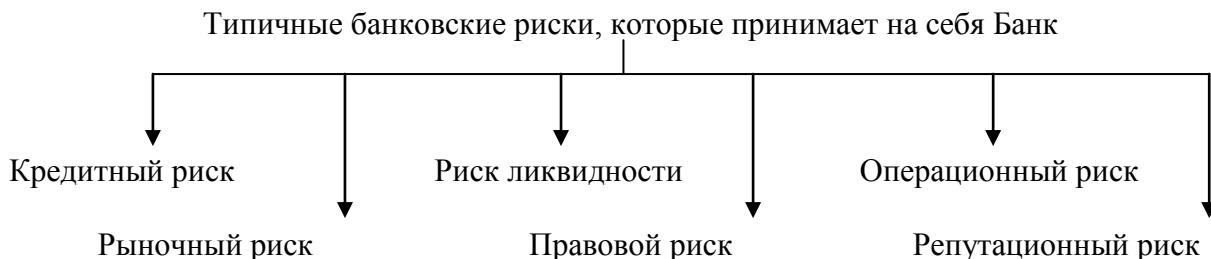 Типичные банковские риски, которые принимает на себя Банк
Кредитный риск
Риск ликвидности
Операционный риск
Рыночный риск
Правовой риск
Репутационный риск